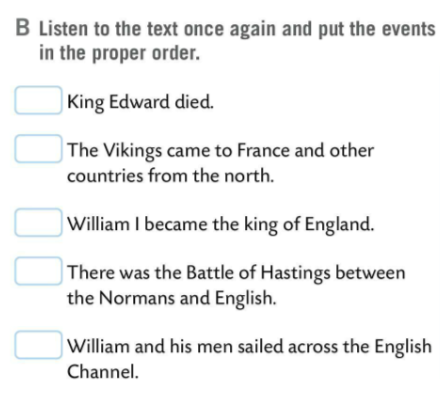 B Listen to the text once again and put the events
in the proper order.
King Edward died.
The Vikings came to France and other
countries from the north.
William I became the king of England.
There was the Battle of Hastings between
the Normans and English.
William and his men sailed across the English
Channel.